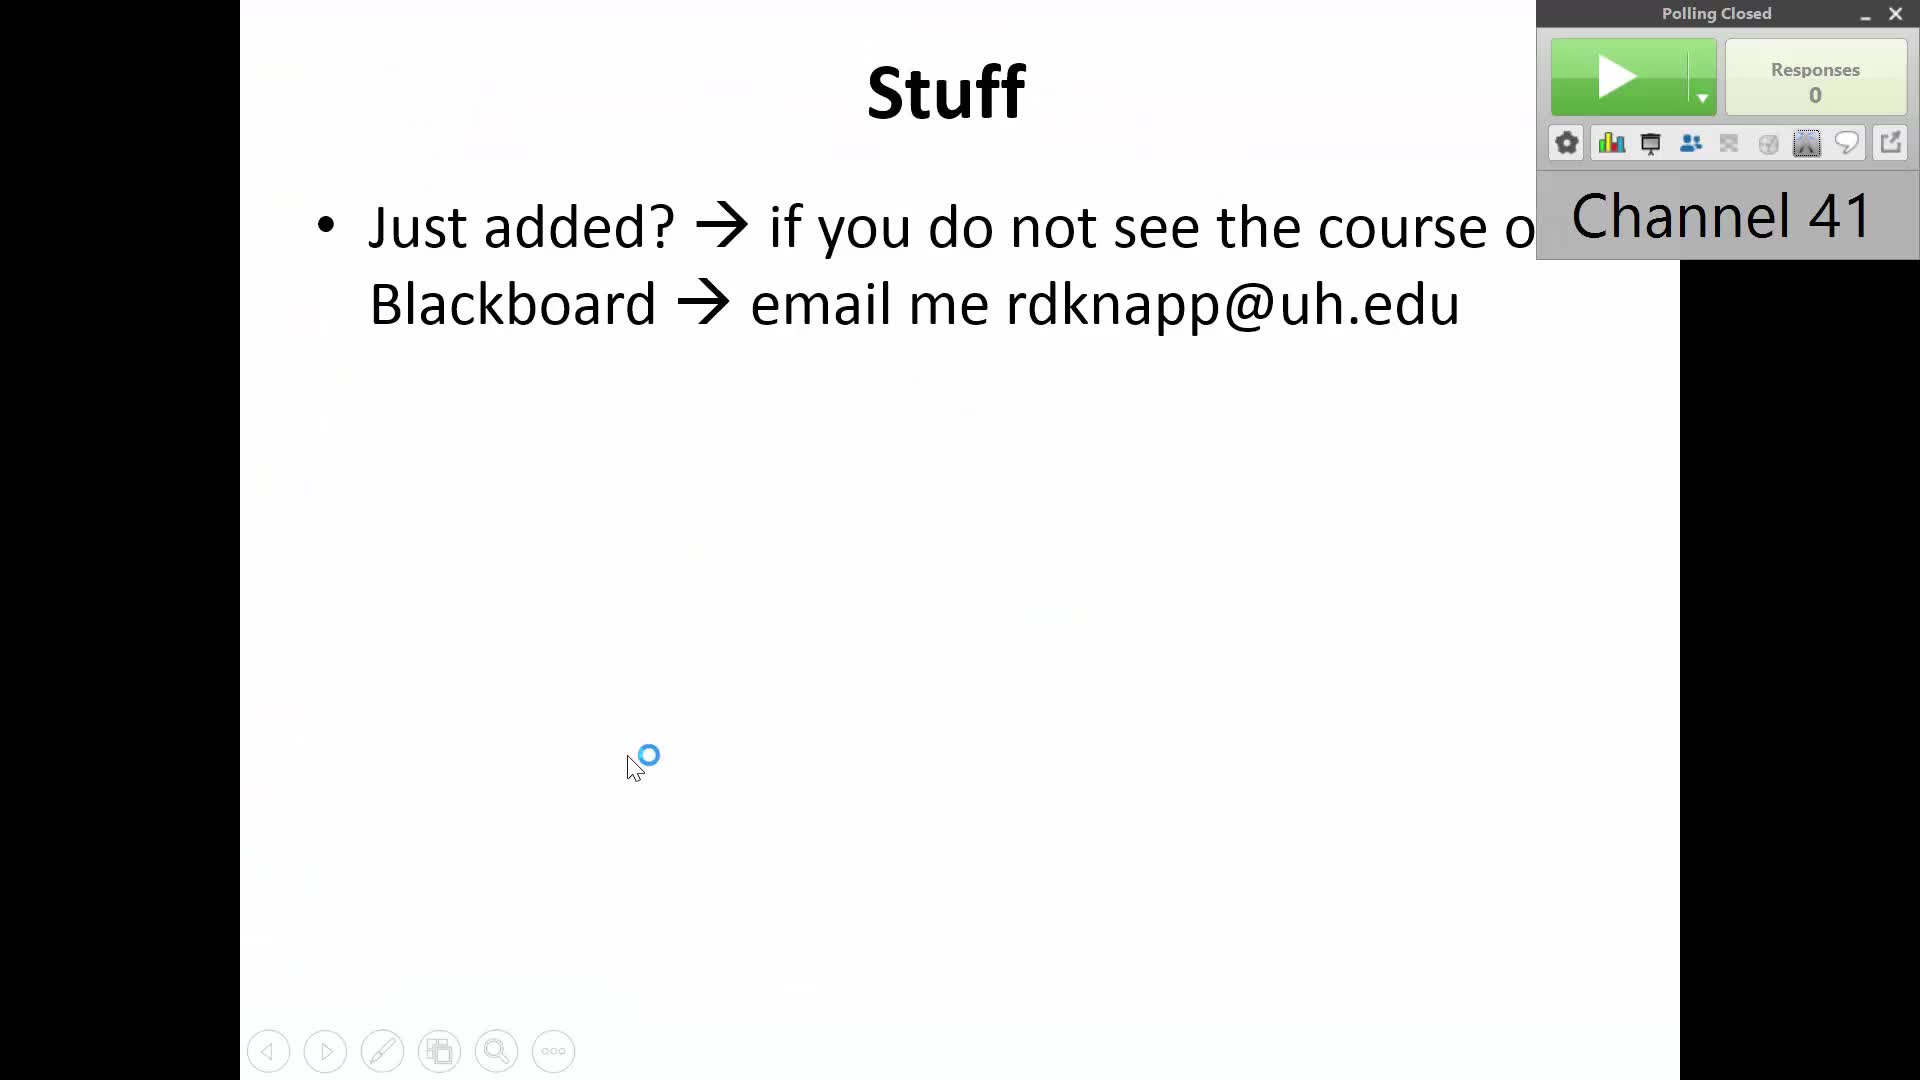 Polling Closed
Stuff
Responses
0
Channel 41
• Just added? → if you do not see the course o
Blackboard → email me rdknapp@uh.edu